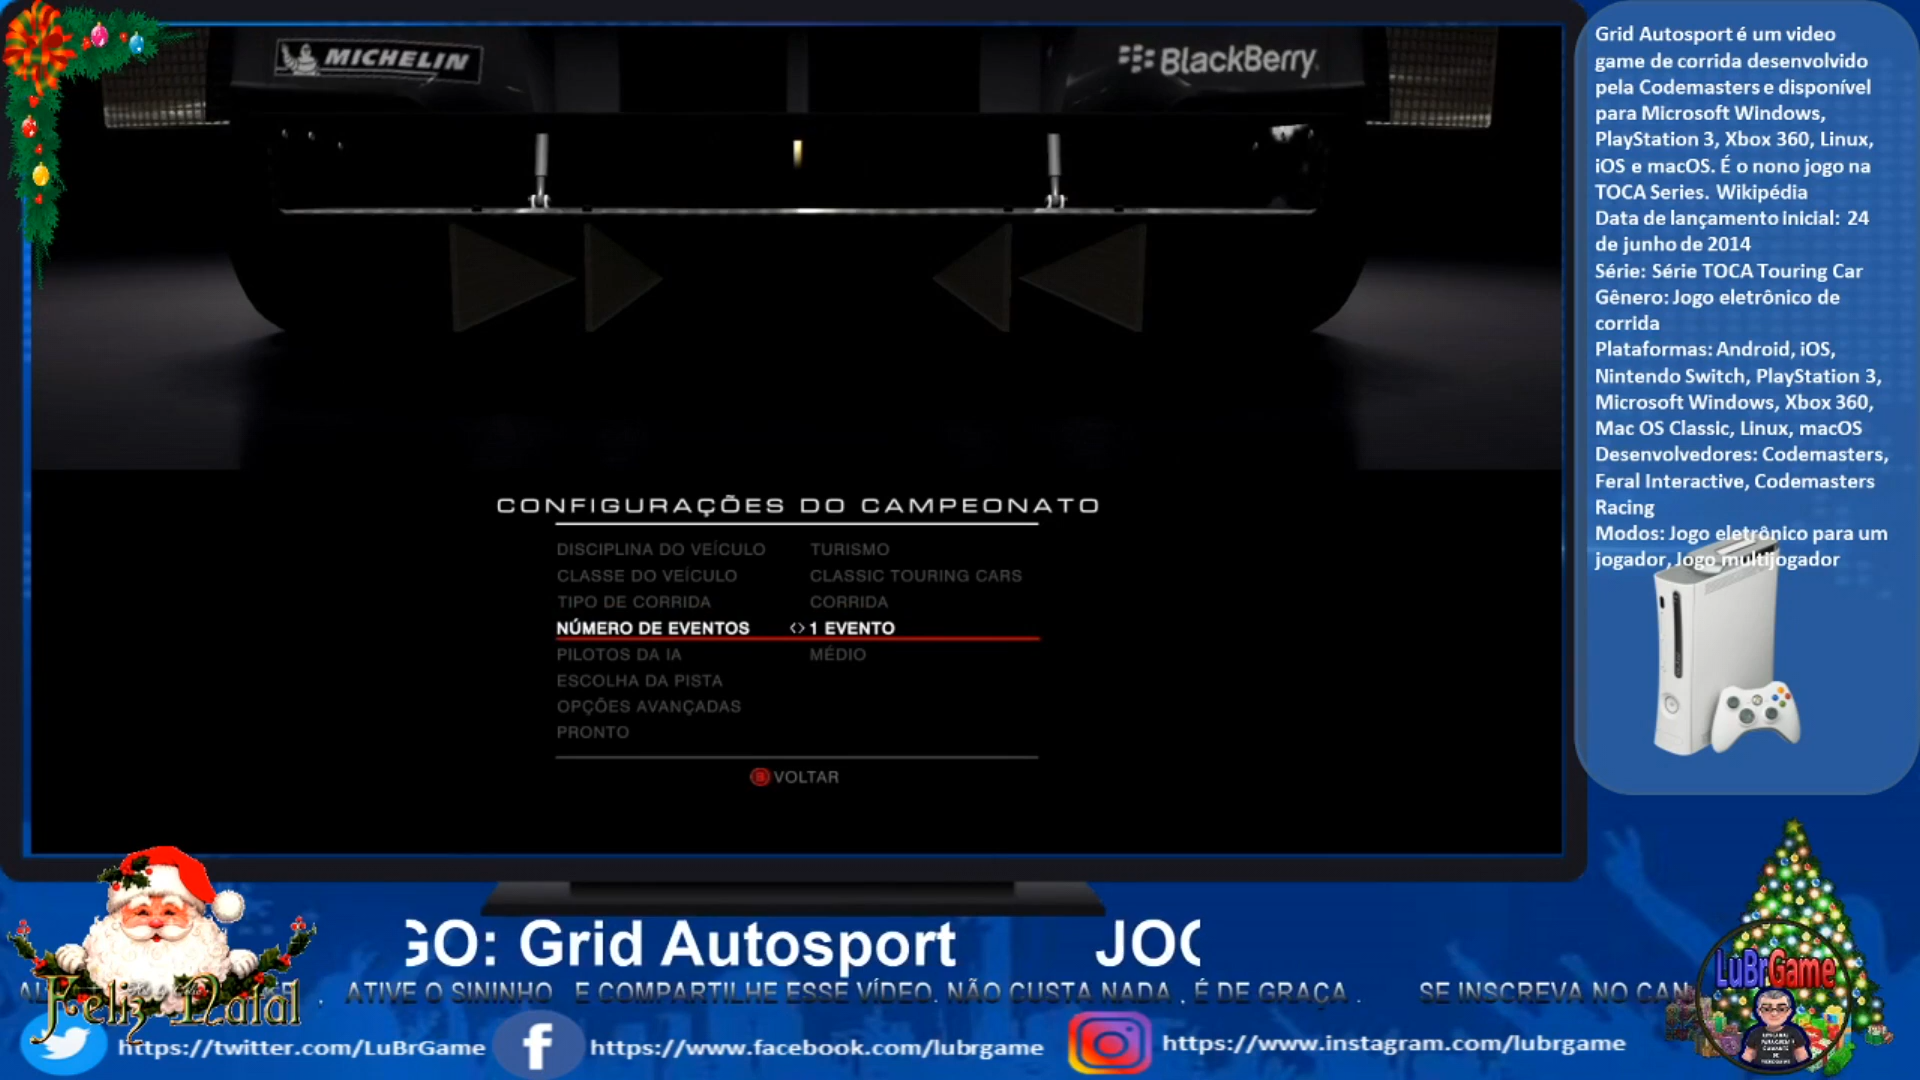 MICHELIN
BlackBerry
CONFIGURAÇÕES DO CAMPEONATO
DISCIPLINA DO VEÍCULO TURISMO
CLASSE DO VEÍCULO CLASSIC TOURING CARS
TIPO DE CORRIDA CORRIDA
NÚMERO DE EVENTOS <> 1 EVENTO
PILOTOS DA IA MÉDIO
ESCOLHA DA PISTA
OPÇÕES AVANÇADAS
PRONTO
B VOLTAR
Grid Autosport é um video
game de corrida desenvolvido
pela Codemasters e disponível
para Microsoft Windows,
PlayStation 3, Xbox 360, Linux,
iOS e macOS. É o nono jogo na
TOCA Series. Wikipédia
Data de lançamento inicial: 24
de junho de 2014
Série: Série TOCA Touring Car
Gênero: Jogo eletrônico de
corrida
Plataformas: Android, iOS,
Nintendo Switch, PlayStation 3,
Microsoft Windows, Xbox 360,
Mac OS Classic, Linux, macOS
Desenvolvedores: Codemasters,
Feral Interactive, Codemasters
Racing
Modos: Jogo eletrônico para um
jogador, Jogo multijogador
GO: Grid Autosport JOG
. ATIVE O SININHO E COMPARTILHE ESSE VÍDEO. NÃO CUSTA NADA , É DE GRAÇA . SE INSCREVA NO CAN
Feliz Natal
https://twitter.com/LuBrGame
https://www.facebook.com/lubrgame
https://www.instagram.com/lubrgame
LuBrGame